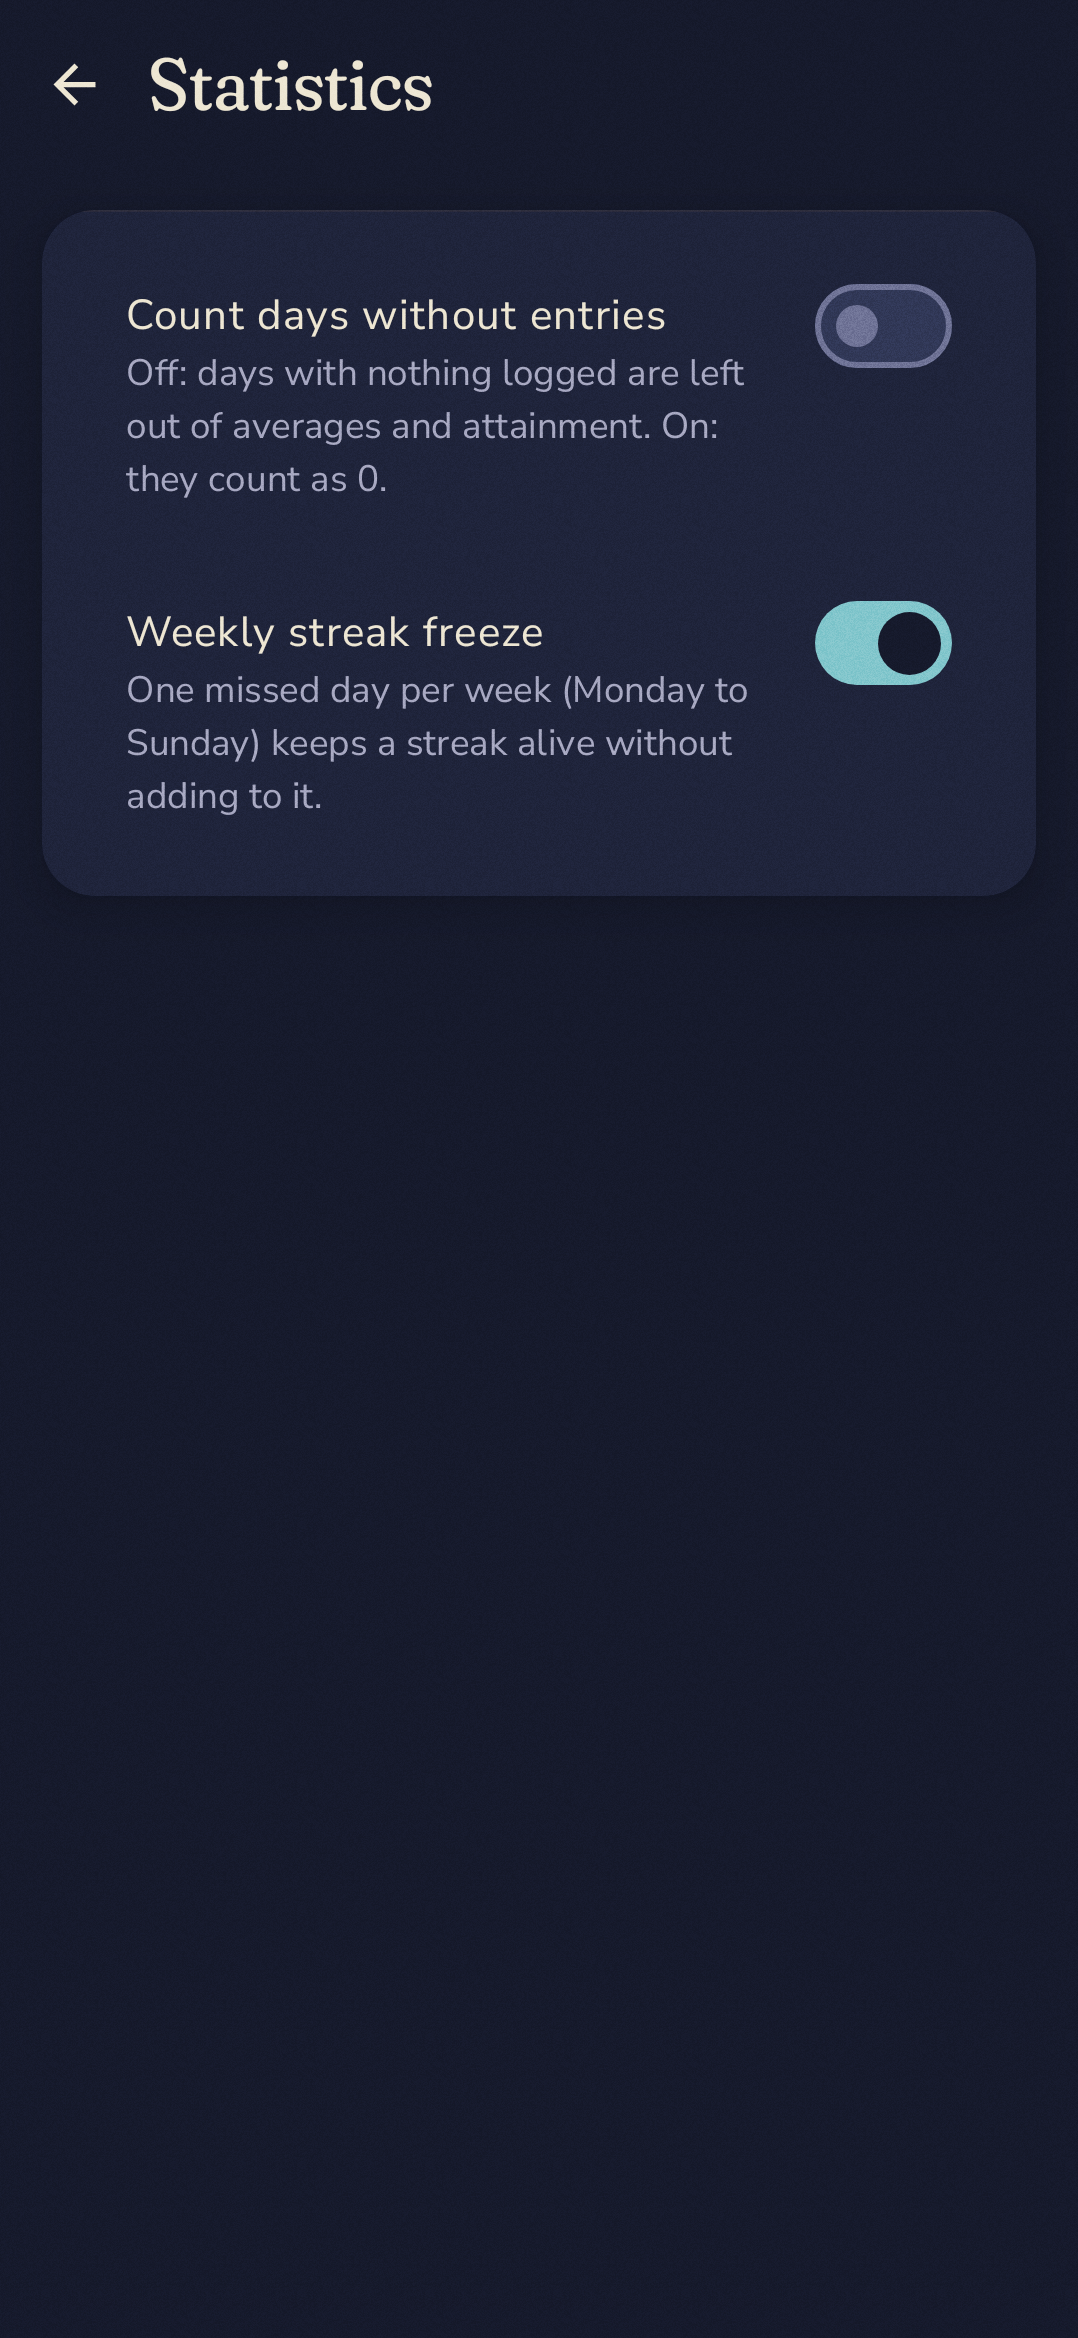 Statistics
Count days without entries
Off: days with nothing logged are left
out of averages and attainment. On:
they count as 0.
Weekly streak freeze
One missed day per week (Monday to
Sunday) keeps a streak alive without
adding to it.